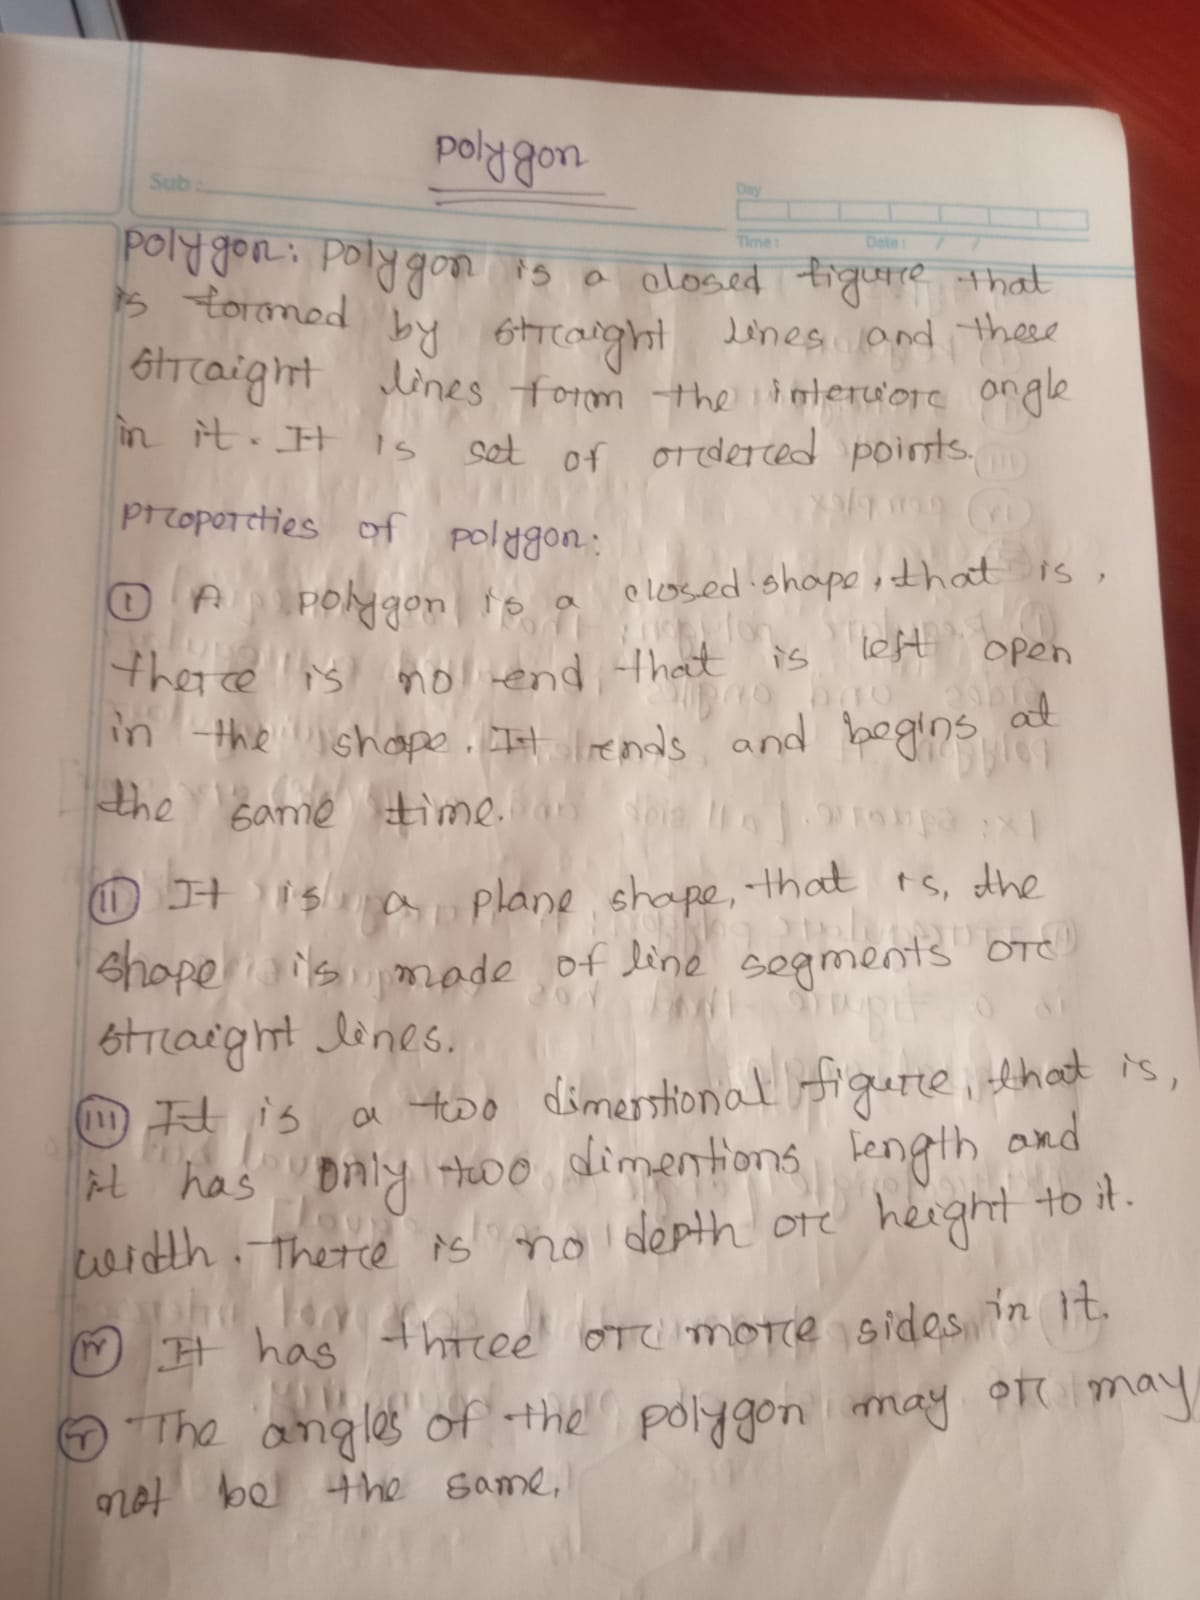 polygon
Sub:
Day
Time: Date: / /
polygon: polygon is a closed figure that
is formed by straight lines and these
straight lines form the interiore angle
in it. It is set of ordered points.
properties of polygon:
(I) A polygon is a closed shape, that is,
there is no end that is left open
in the shape. It ends and begins at
the same time.
(II) It is a plane shape, that is, the
shape is made of line segments or
straight lines.
(III) It is a two dimentional figure, that is,
it has only two dimentions length and
width. There is no depth or height to it.
(IV) It has three or more sides in it.
(V) The angles of the polygon may or may
not be the same.